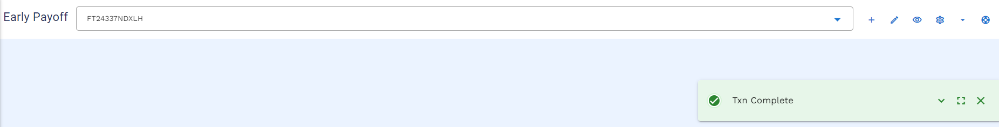 Early Payoff
FT24337NDXLH
Txn Complete